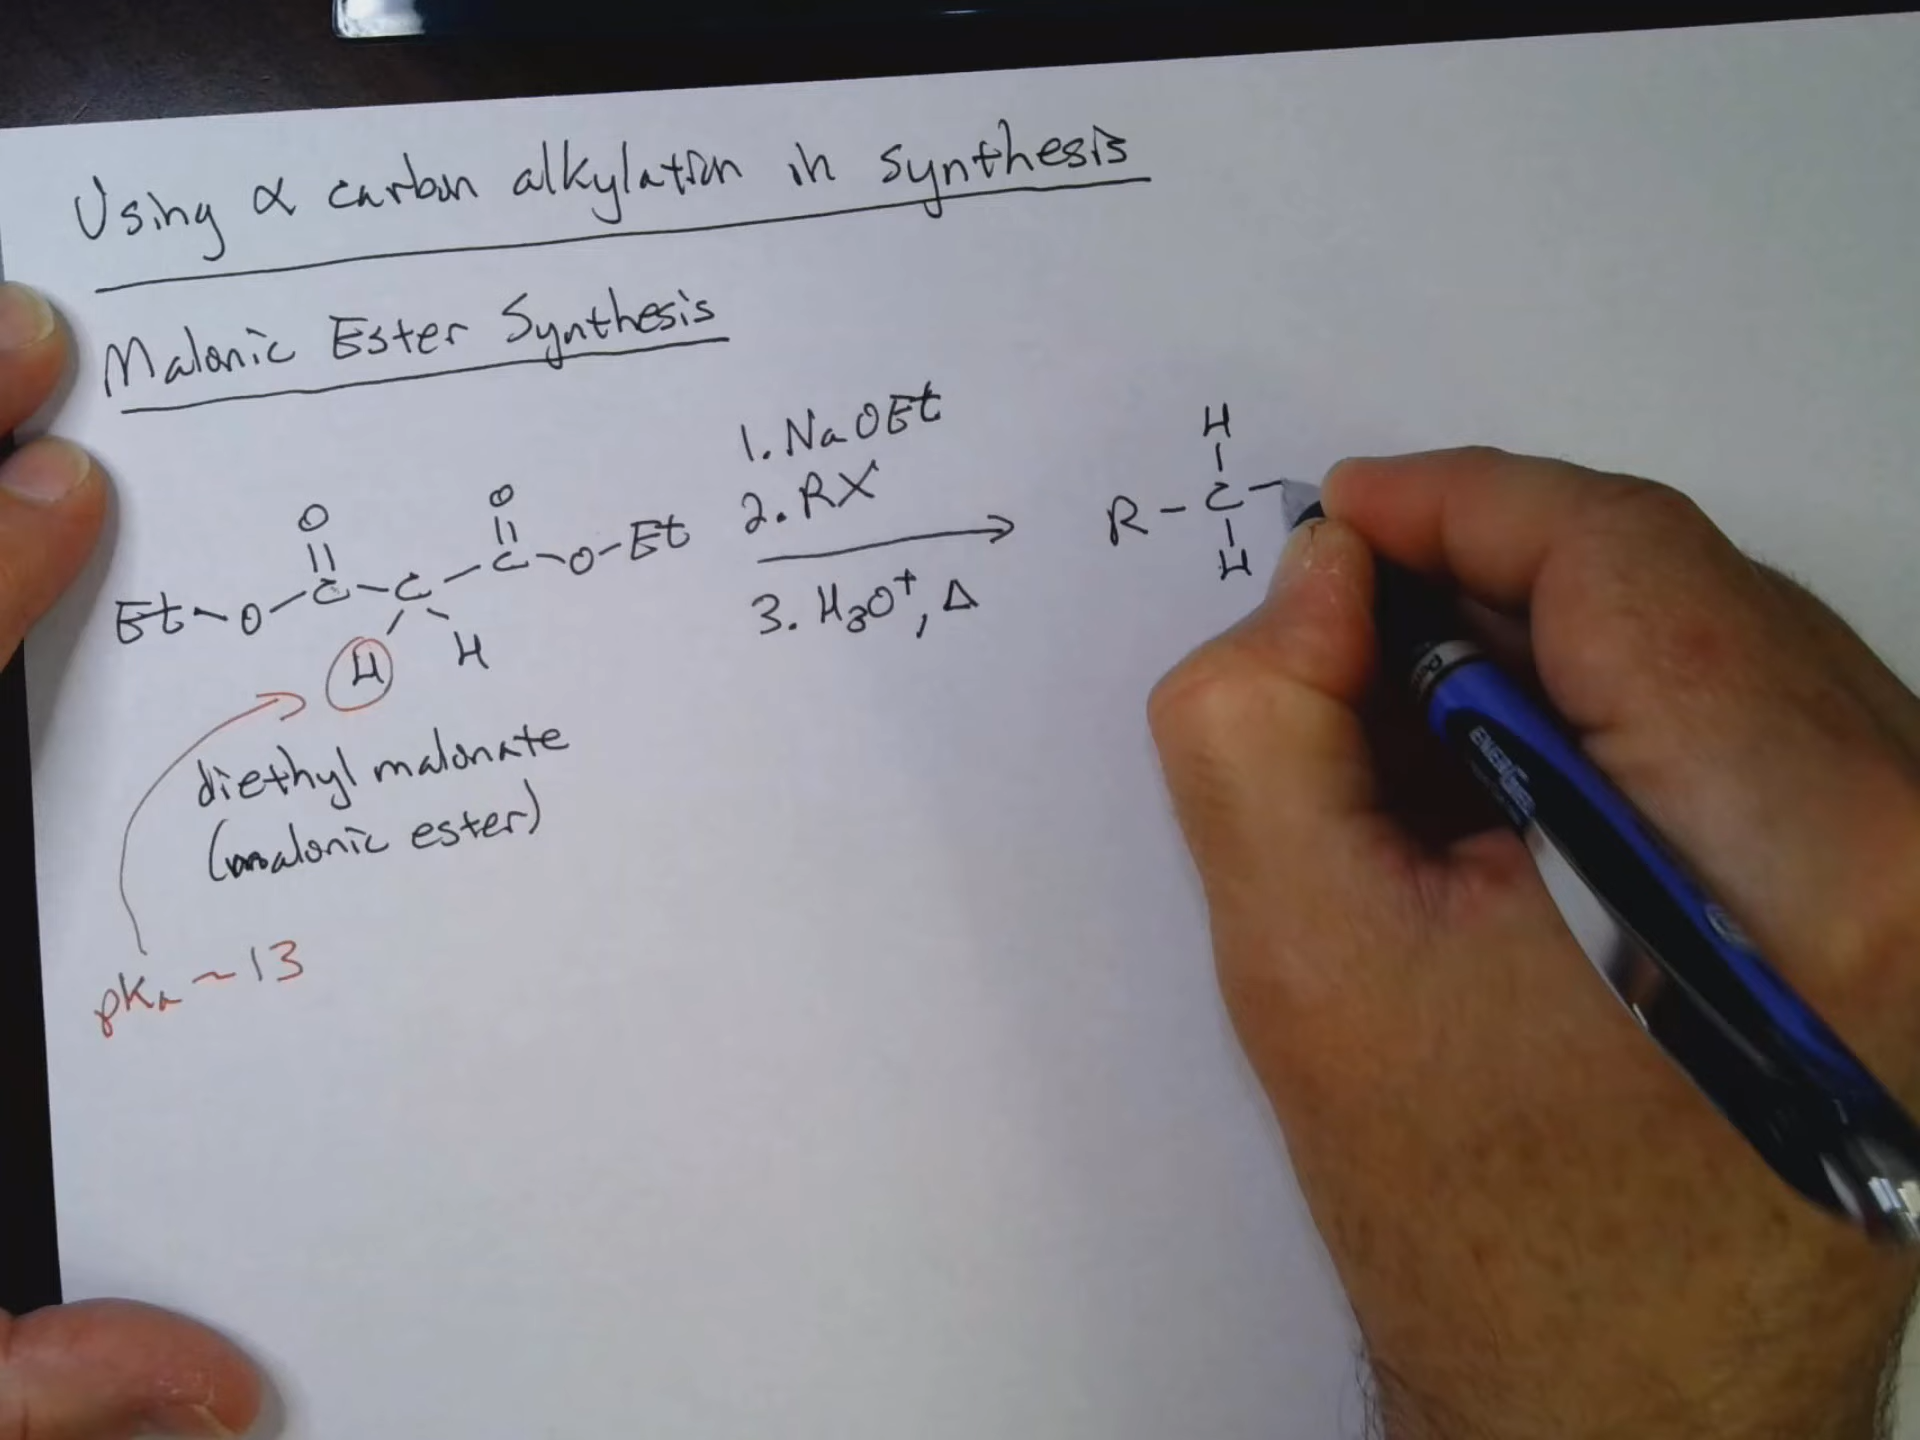 Using α carbon alkylation in synthesis
Malonic Ester Synthesis
1. NaOEt
2. RX
3. H3O+, Δ
O O
Et-O-C-C-C-O-Et
H H
H
R-C-
H
diethyl malonate
(malonic ester)
pKa ~13